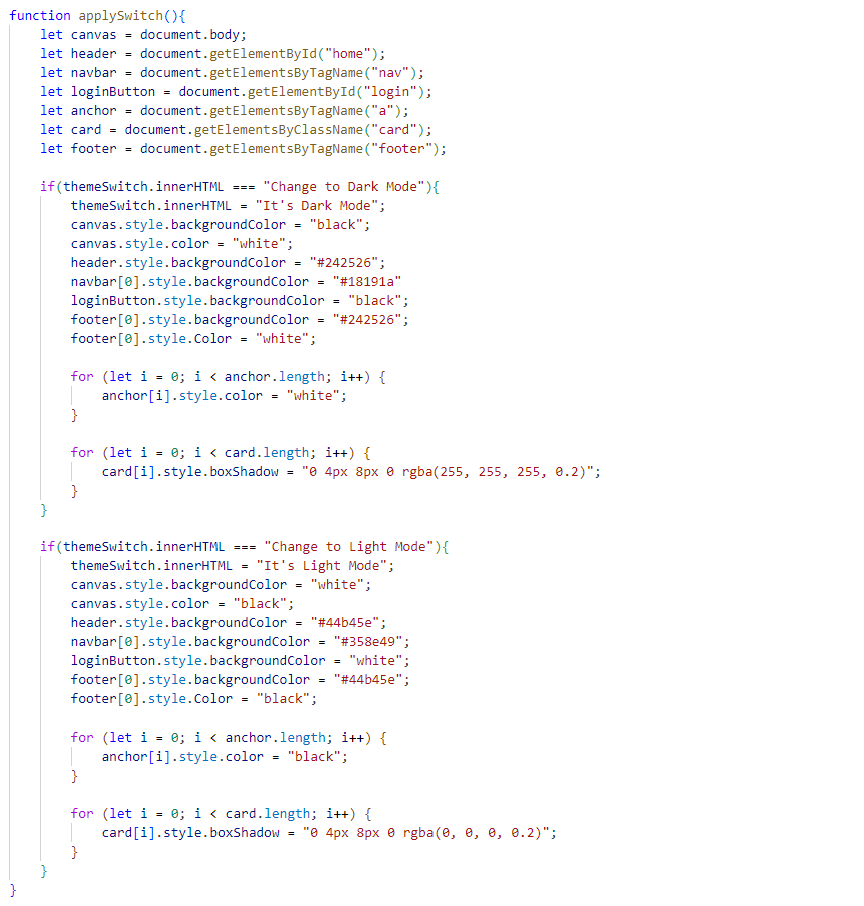 function applySwitch(){
    let canvas = document.body;
    let header = document.getElementById("home");
    let navbar = document.getElementsByTagName("nav");
    let loginButton = document.getElementById("login");
    let anchor = document.getElementsByTagName("a");
    let card = document.getElementsByClassName("card");
    let footer = document.getElementsByTagName("footer");

    if(themeSwitch.innerHTML === "Change to Dark Mode"){
        themeSwitch.innerHTML = "It's Dark Mode";
        canvas.style.backgroundColor = "black";
        canvas.style.color = "white";
        header.style.backgroundColor = "#242526";
        navbar[0].style.backgroundColor = "#18191a"
        loginButton.style.backgroundColor = "black";
        footer[0].style.backgroundColor = "#242526";
        footer[0].style.Color = "white";

        for (let i = 0; i < anchor.length; i++) {
            anchor[i].style.color = "white";
        }

        for (let i = 0; i < card.length; i++) {
            card[i].style.boxShadow = "0 4px 8px 0 rgba(255, 255, 255, 0.2)";
        }
    }

    if(themeSwitch.innerHTML === "Change to Light Mode"){
        themeSwitch.innerHTML = "It's Light Mode";
        canvas.style.backgroundColor = "white";
        canvas.style.color = "black";
        header.style.backgroundColor = "#44b45e";
        navbar[0].style.backgroundColor = "#358e49";
        loginButton.style.backgroundColor = "white";
        footer[0].style.backgroundColor = "#44b45e";
        footer[0].style.Color = "black";

        for (let i = 0; i < anchor.length; i++) {
            anchor[i].style.color = "black";
        }

        for (let i = 0; i < card.length; i++) {
            card[i].style.boxShadow = "0 4px 8px 0 rgba(0, 0, 0, 0.2)";
        }
    }
}